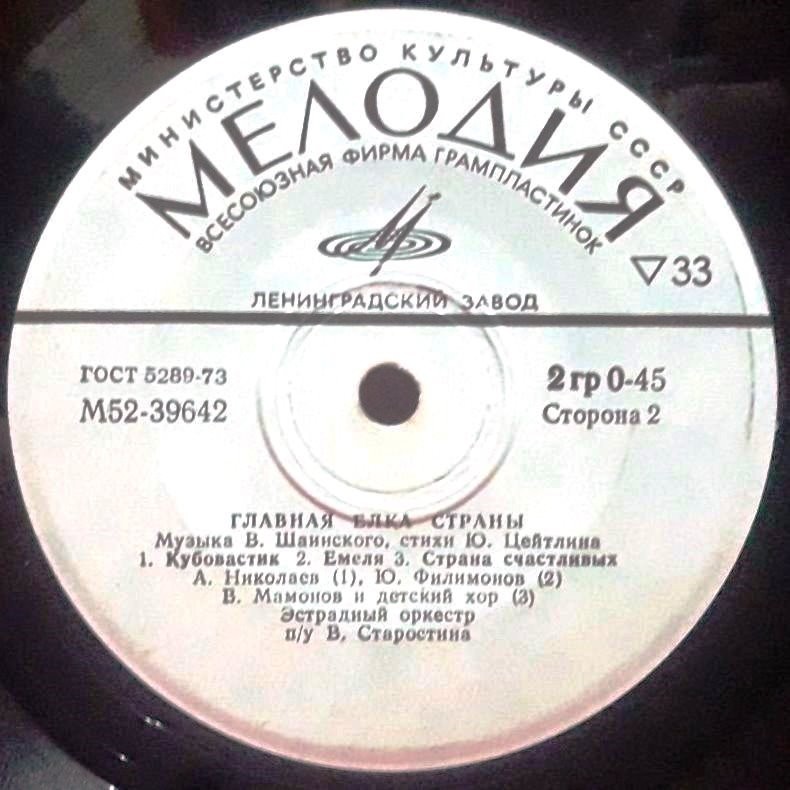 МИНИСТЕРСТВО КУЛЬТУРЫ СССР
МЕЛОДИЯ
ВСЕСОЮЗНАЯ ФИРМА ГРАМПЛАСТИНОК
▽33
ЛЕНИНГРАДСКИЙ ЗАВОД
ГОСТ 5289-73
2 гр 0-45
М52-39642
Сторона 2
ГЛАВНАЯ ЕЛКА СТРАНЫ
Музыка В. Шаинского, стихи Ю. Цейтлина
1. Кубовастик 2. Емеля 3. Страна счастливых
А. Николаев (1), Ю. Филимонов (2)
В. Мамонов и детский хор (3)
Эстрадный оркестр
п/у В. Старостина